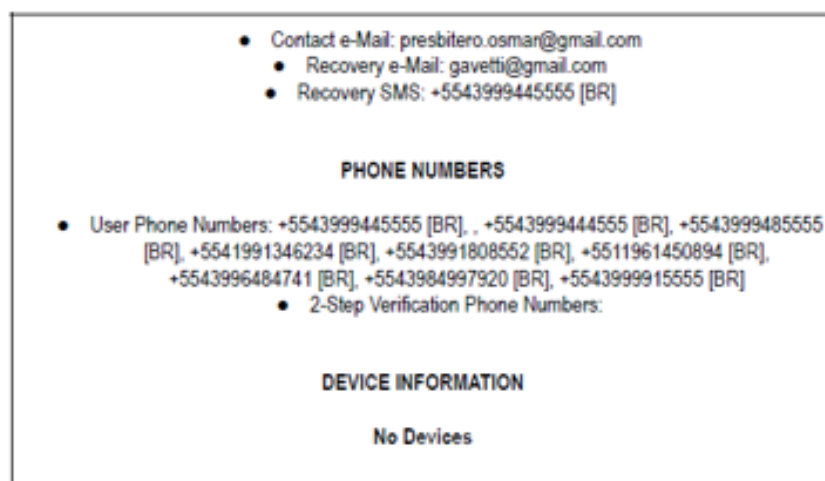 ● Contact e-Mail: presbitero.osmar@gmail.com
● Recovery e-Mail: gavetti@gmail.com
● Recovery SMS: +5543999445555 [BR]
PHONE NUMBERS
● User Phone Numbers: +5543999445555 [BR], , +5543999444555 [BR], +5543999485555
[BR], +5541991346234 [BR], +5543991808552 [BR], +5511961450894 [BR],
+5543996484741 [BR], +5543984997920 [BR], +5543999915555 [BR]
● 2-Step Verification Phone Numbers:
DEVICE INFORMATION
No Devices